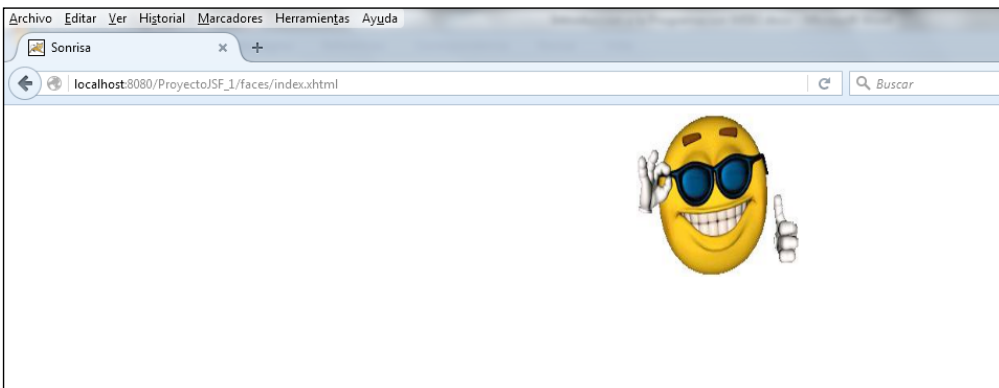 Archivo Editar Ver Historial Marcadores Herramientas Ayuda
Sonrisa
localhost:8080/ProyectoJSF_1/faces/index.xhtml
Buscar